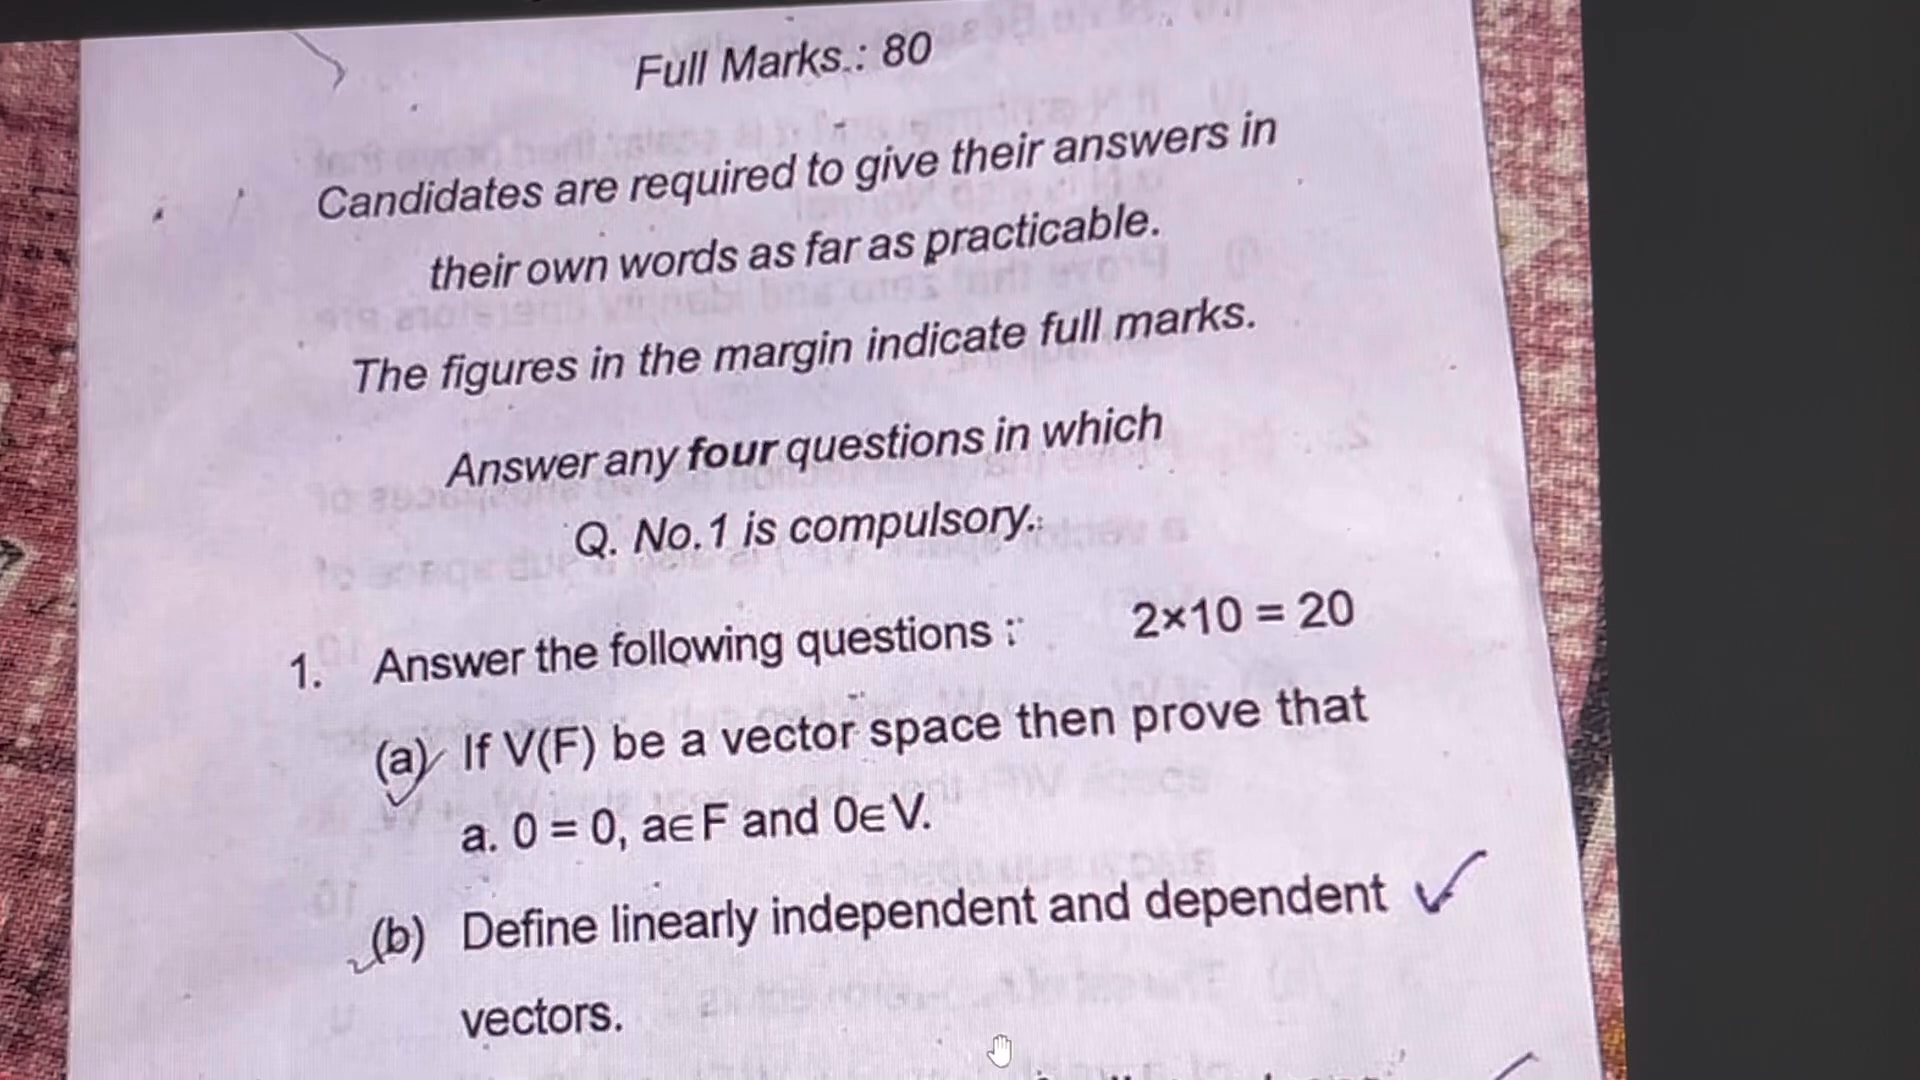 Full Marks.: 80
Candidates are required to give their answers in
their own words as far as practicable.
The figures in the margin indicate full marks.
Answer any four questions in which
Q. No.1 is compulsory.
1. Answer the following questions : 2×10 = 20
(a) If V(F) be a vector space then prove that
a. 0 = 0, a∈F and 0∈V.
(b) Define linearly independent and dependent
vectors.